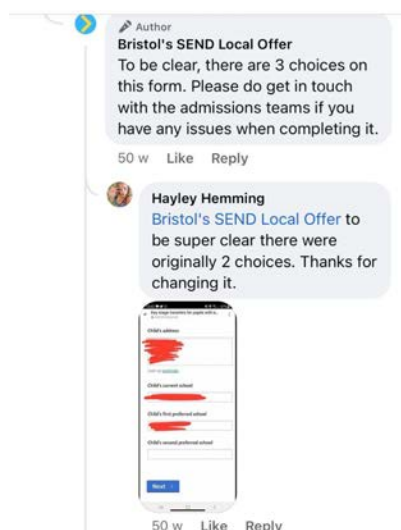 Author
Bristol's SEND Local Offer
To be clear, there are 3 choices on
this form. Please do get in touch
with the admissions teams if you
have any issues when completing it.
50 w Like Reply
Hayley Hemming
Bristol's SEND Local Offer to
be super clear there were
originally 2 choices. Thanks for
changing it.
Child's address
Child's current school
Child's first preferred school
Child's second preferred school
Next
50 w Like Reply